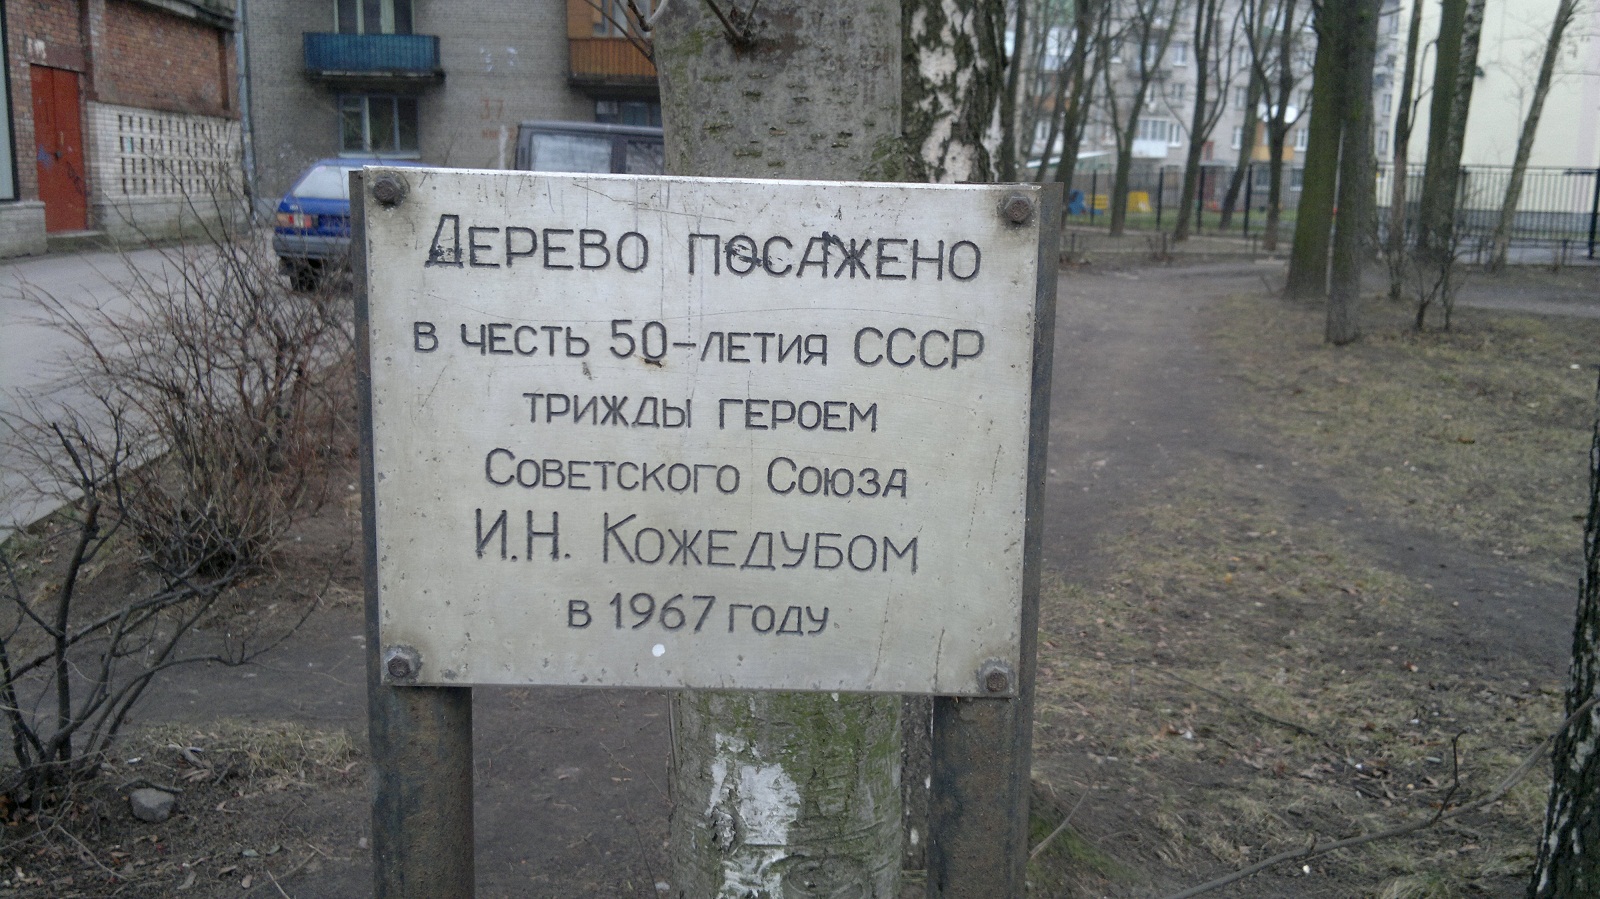 Дерево посажено
в честь 50-летия СССР
трижды героем
Советского Союза
И.Н. Кожедубом
в 1967 году